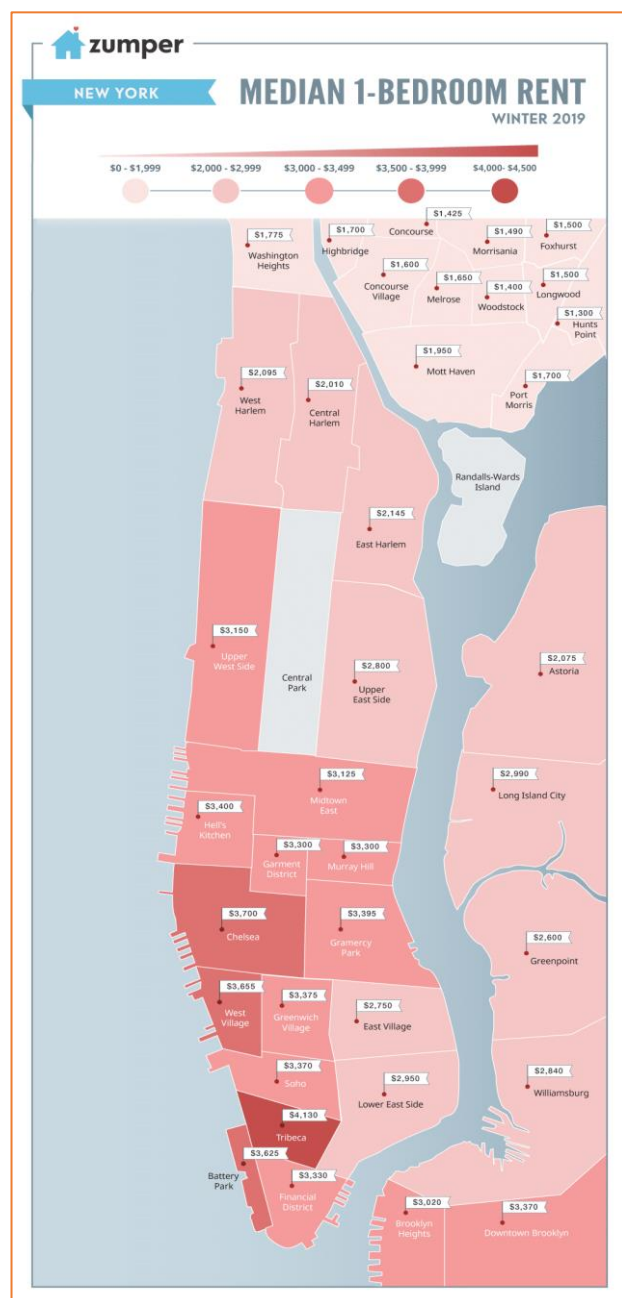 zumper
NEW YORK
MEDIAN 1-BEDROOM RENT
WINTER 2019
$0 - $1,999 $2,000 - $2,999 $3,000 - $3,499 $3,500-$3,999 $4,000- $4,500
$1,425
Concourse
$1,775
Washington
Heights
$1,700
Highbridge
$1,490
Morrisania
$1,500
Foxhurst
$1,600
Concourse
Village
$1,650
Melrose
$1,400
Woodstock
$1,500
Longwood
$1,300
Hunts
Point
$1,950
Mott Haven
$1,700
Port
Morris
$2,095
West
Harlem
$2,010
Central
Harlem
Randalls-Wards
Island
$2,145
East Harlem
$3,150
Upper
West Side
Central
Park
$2,800
Upper
East Side
$2,075
Astoria
$3,125
Midtown
East
$2,990
Long Island City
$3,400
Hell's
Kitchen
$3,300
Garment
District
$3,300
Murray Hill
$3,700
Chelsea
$3,395
Gramercy
Park
$2,600
Greenpoint
$3,655
West
Village
$3,375
Greenwich
Village
$2,750
East Village
$3,370
Soho
$2,950
Lower East Side
$2,840
Williamsburg
$4,130
Tribeca
$3,625
Battery
Park
$3,330
Financial
District
$3,020
Brooklyn
Heights
$3,370
Downtown Brooklyn